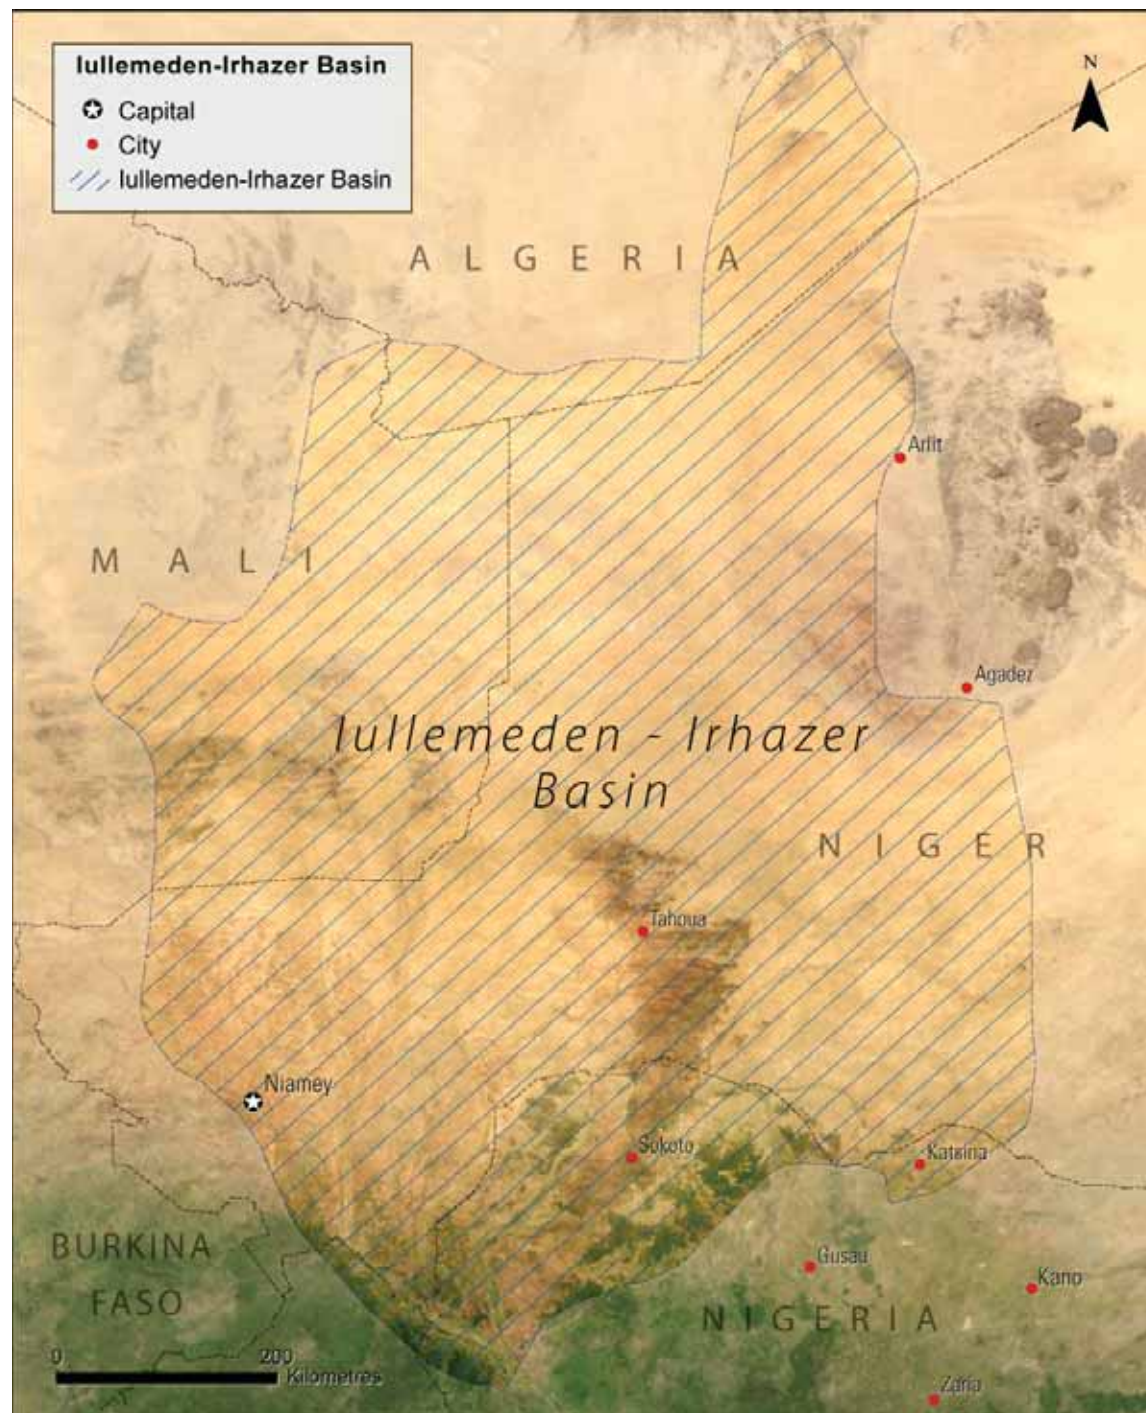 Iullemeden-Irhazer Basin
Capital
City
Iullemeden-Irhazer Basin
N
ALGERIA
Arlit
MALI
Agadez
Iullemeden - Irhazer
Basin
NIGER
Tahoua
Niamey
Sokoto
Katsina
BURKINA
FASO
Gusau
Kano
NIGERIA
0 200
Kilometres
Zaria